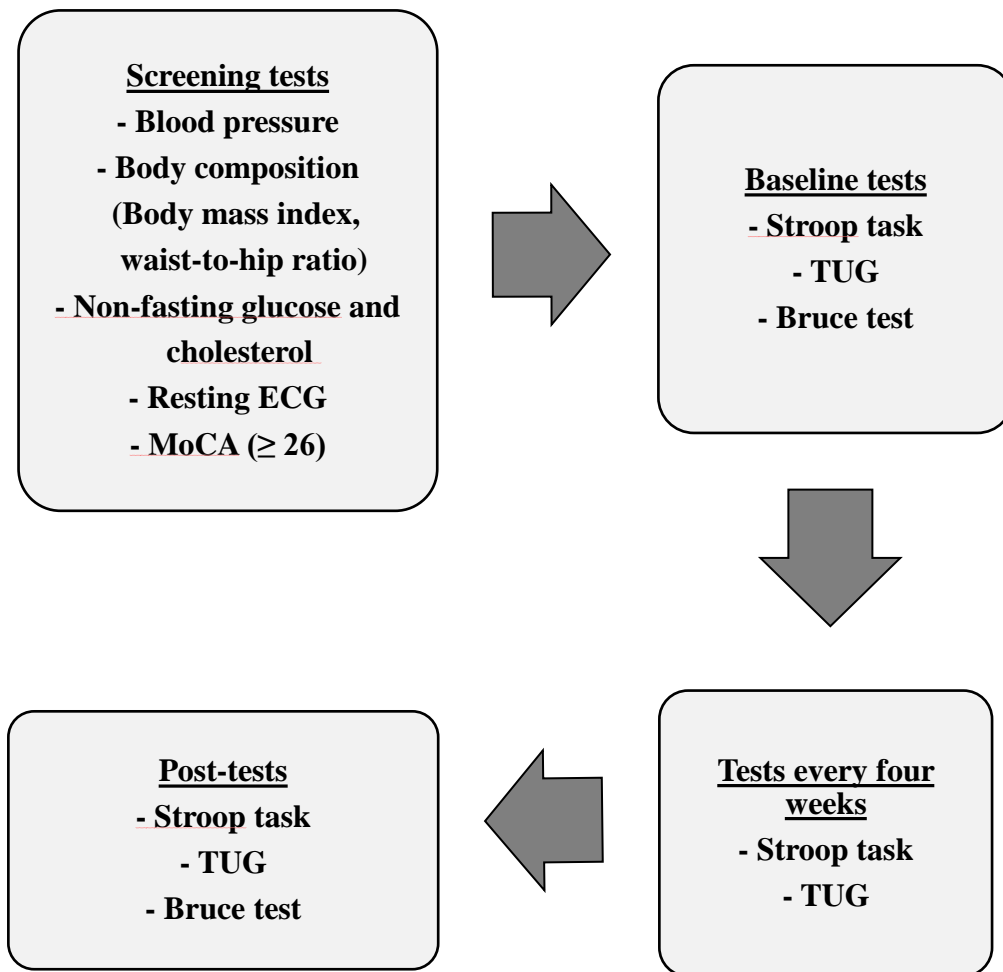 Screening tests
- Blood pressure
- Body composition
(Body mass index,
waist-to-hip ratio)
- Non-fasting glucose and
cholesterol
- Resting ECG
- MoCA (≥ 26)
Baseline tests
- Stroop task
- TUG
- Bruce test
Tests every four
weeks
- Stroop task
- TUG
Post-tests
- Stroop task
- TUG
- Bruce test